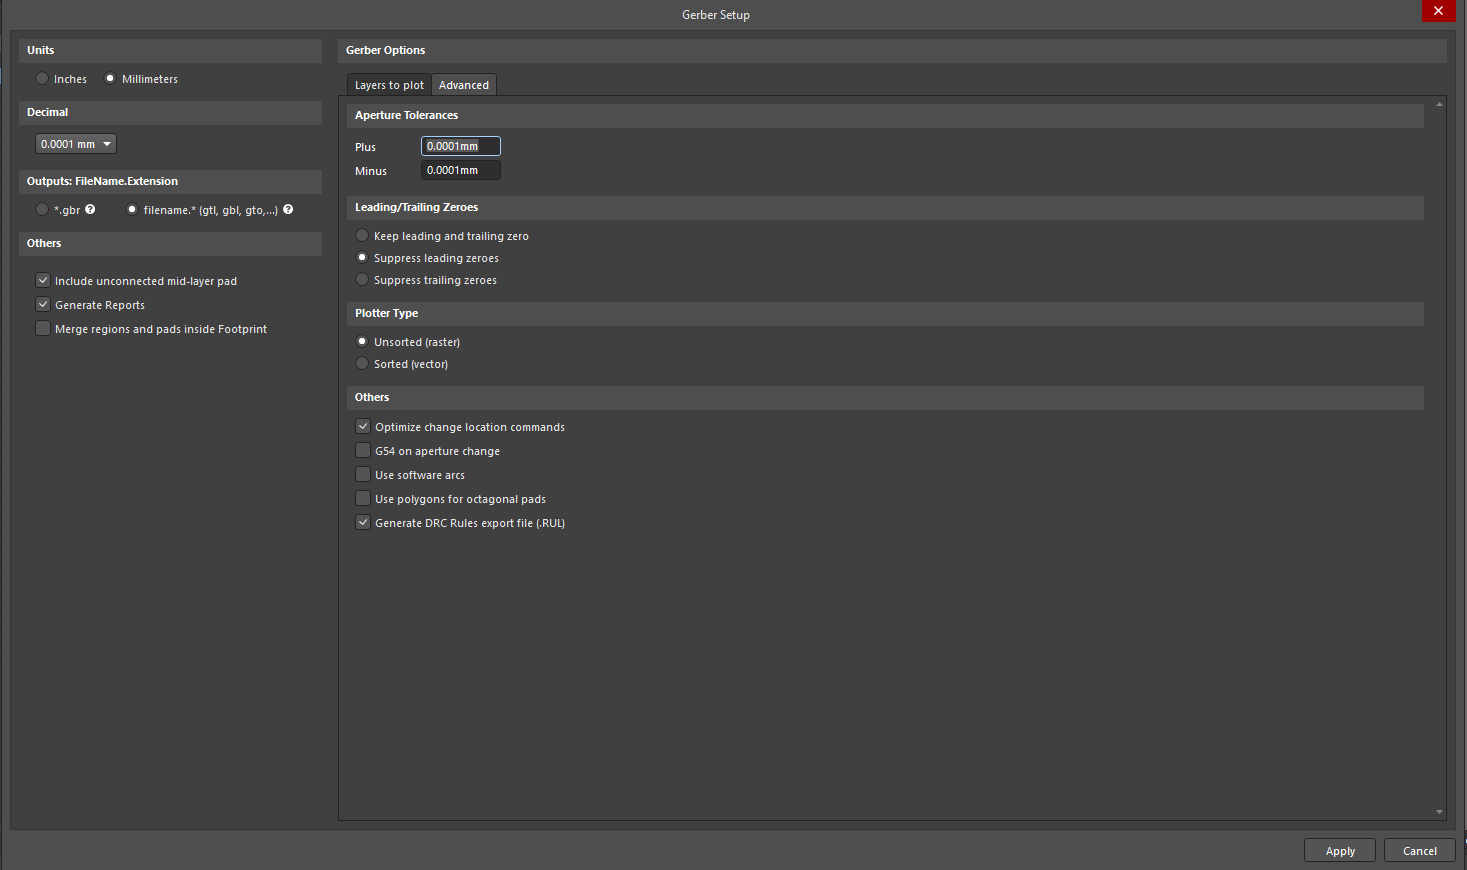 Gerber Setup
Units
Inches
Millimeters
Decimal
0.0001 mm
Outputs: FileName.Extension
*.gbr
filename.* (gtl, gbl, gto,...)
Others
Include unconnected mid-layer pad
Generate Reports
Merge regions and pads inside Footprint
Gerber Options
Layers to plot
Advanced
Aperture Tolerances
Plus
0.0001mm
Minus
0.0001mm
Leading/Trailing Zeroes
Keep leading and trailing zero
Suppress leading zeroes
Suppress trailing zeroes
Plotter Type
Unsorted (raster)
Sorted (vector)
Others
Optimize change location commands
G54 on aperture change
Use software arcs
Use polygons for octagonal pads
Generate DRC Rules export file (.RUL)
Apply
Cancel